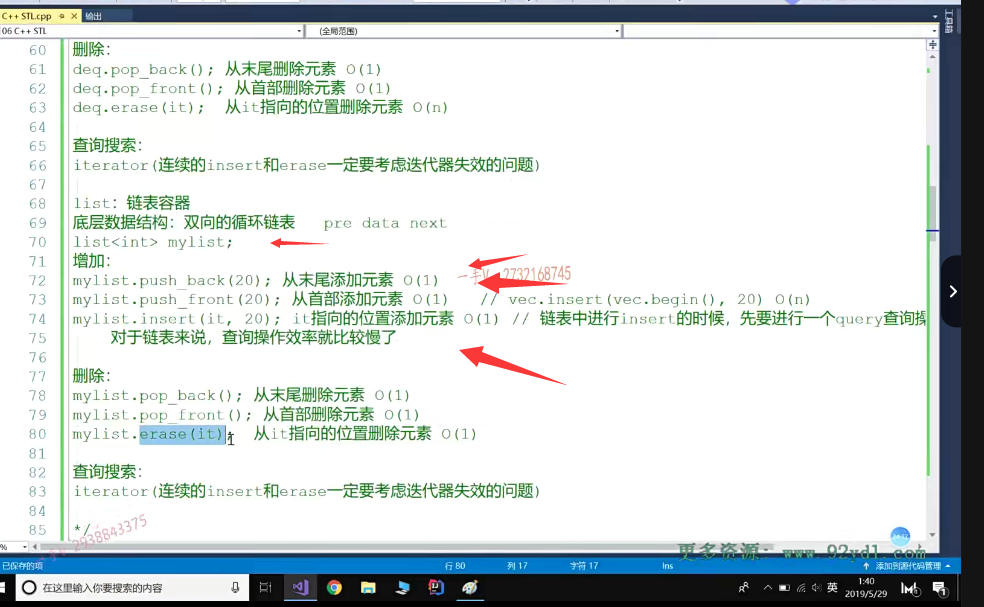 C++ STL.cpp
输出
06 C++ STL
(全局范围)
60 删除:
61 deq.pop_back(); 从末尾删除元素 O(1)
62 deq.pop_front(); 从首部删除元素 O(1)
63 deq.erase(it); 从it指向的位置删除元素 O(n)
64
65 查询搜索:
66 iterator(连续的insert和erase一定要考虑迭代器失效的问题)
67
68 list: 链表容器
69 底层数据结构: 双向的循环链表 pre data next
70 list<int> mylist;
71 增加:
72 mylist.push_back(20); 从末尾添加元素 O(1)
2732168745
73 mylist.push_front(20); 从首部添加元素 O(1) // vec.insert(vec.begin(), 20) O(n)
74 mylist.insert(it, 20); it指向的位置添加元素 O(1) // 链表中进行insert的时候, 先要进行一个query查询操
75 对于链表来说, 查询操作效率就比较慢了
76
77 删除:
78 mylist.pop_back(); 从末尾删除元素 O(1)
79 mylist.pop_front(); 从首部删除元素 O(1)
80 mylist.erase(it); 从it指向的位置删除元素 O(1)
81
82 查询搜索:
83 iterator(连续的insert和erase一定要考虑迭代器失效的问题)
84
85 */
2938843375
%
更多资源: www.92ydl.com
已保存的项
行 80
列 17
字符 17
Ins
添加到源代码管理
在这里输入你要搜索的内容
英
1:40
2019/5/29